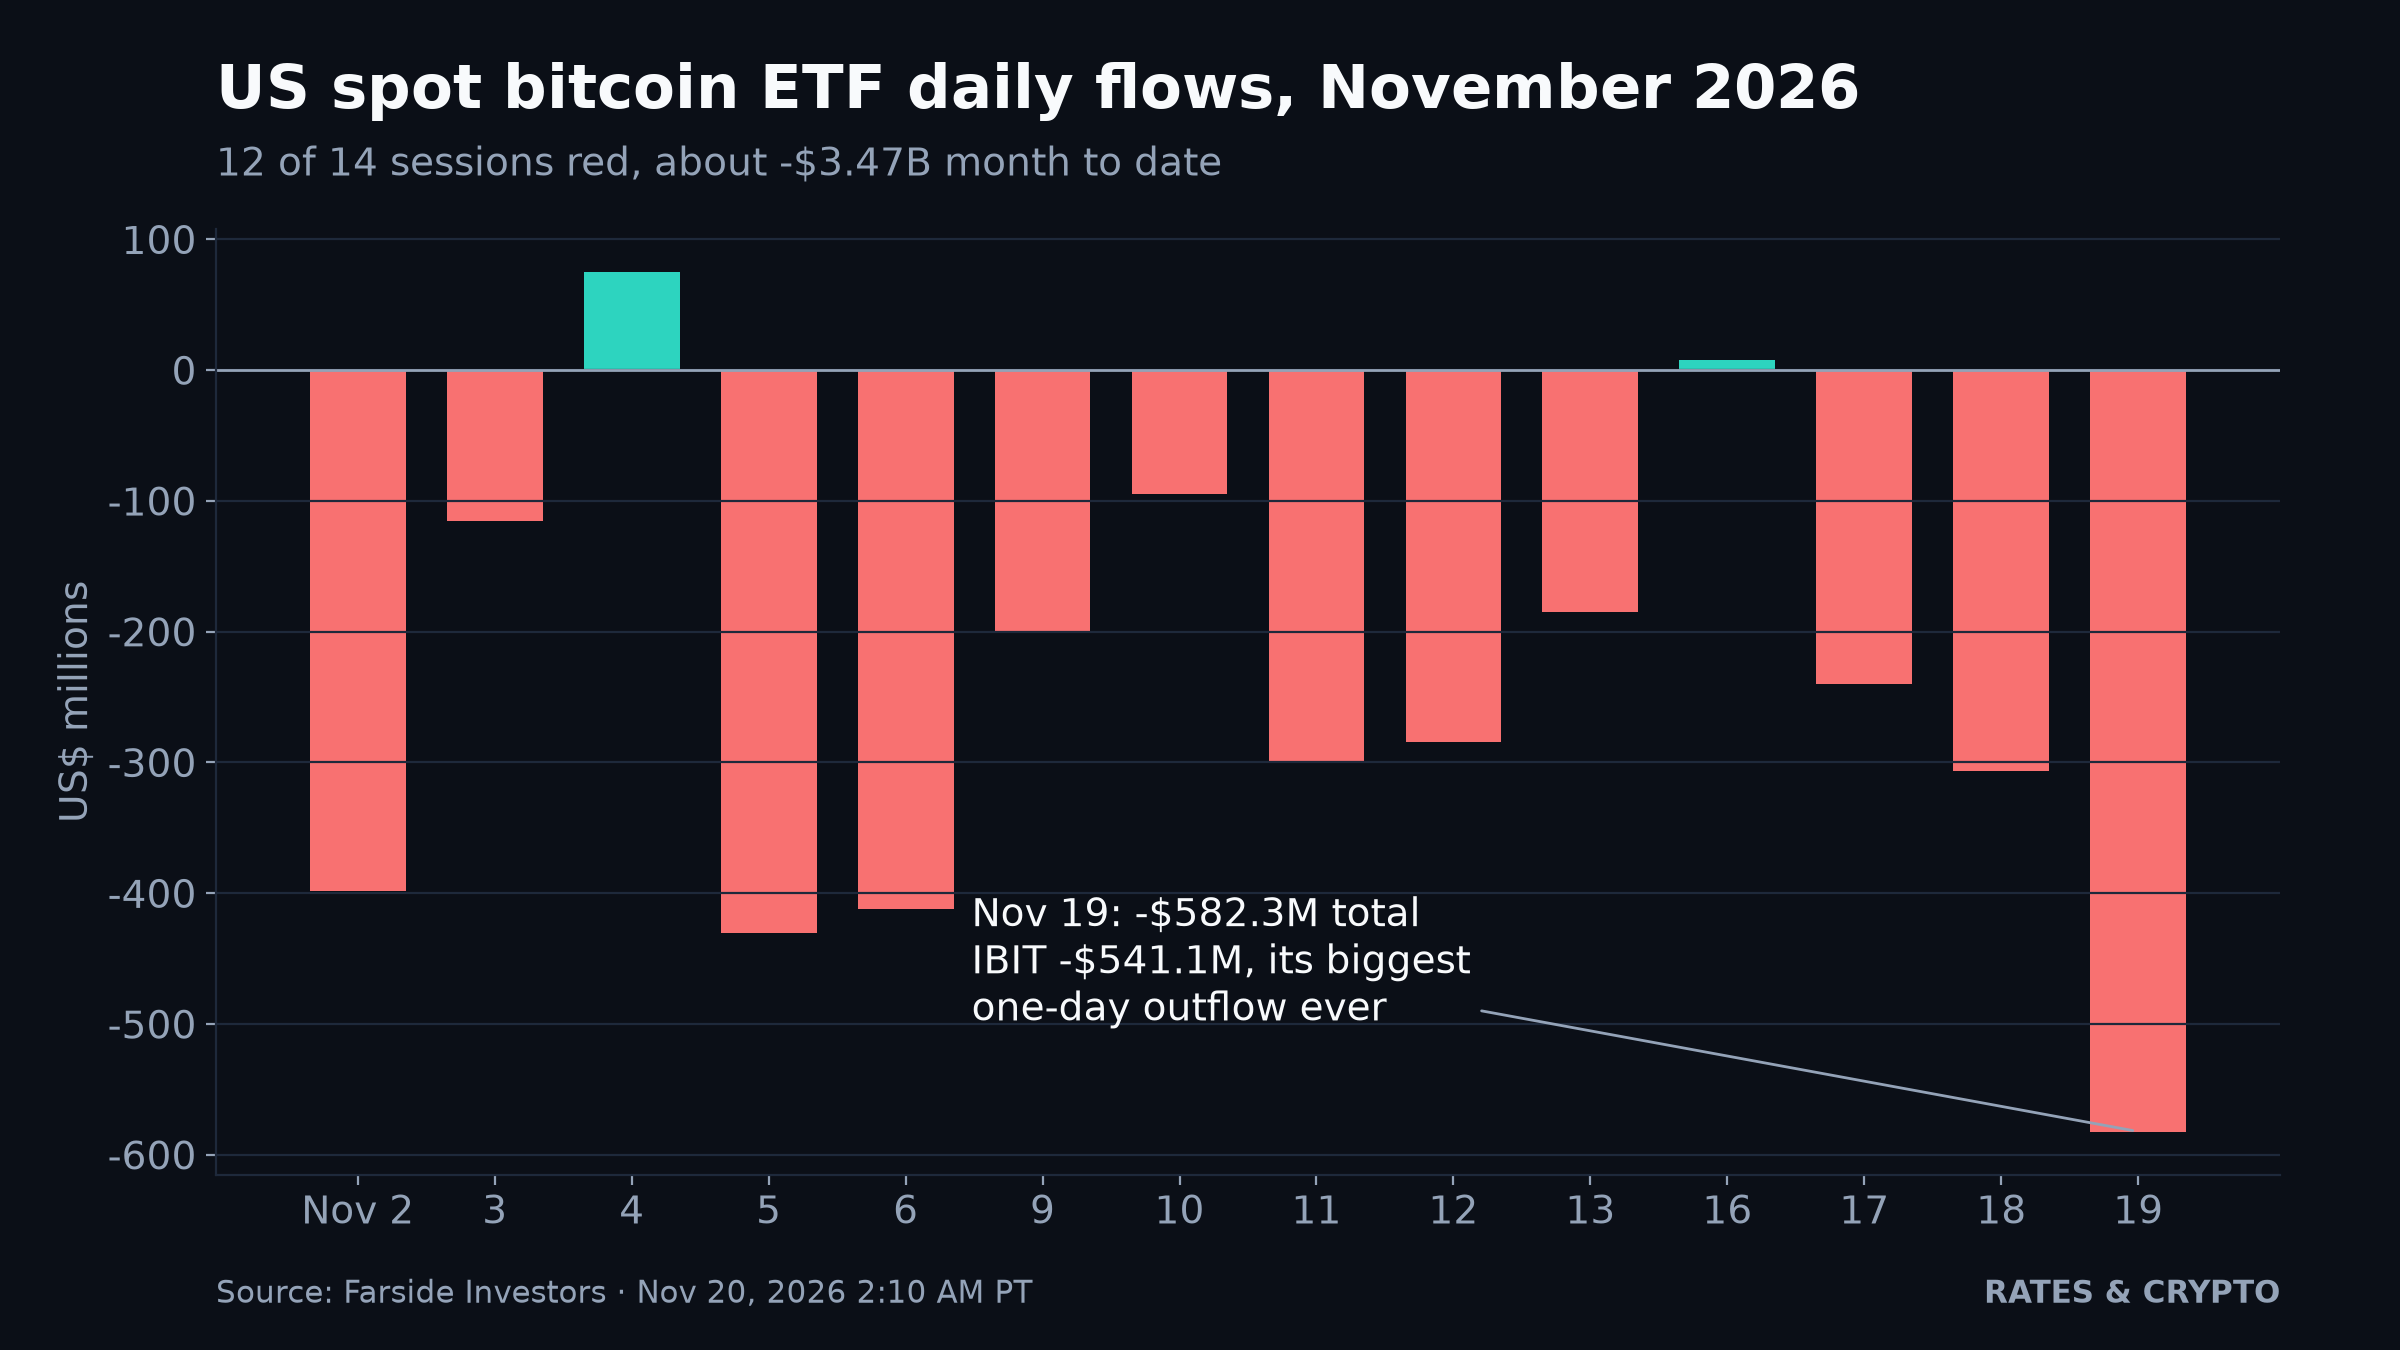 US spot bitcoin ETF daily flows, November 2026
12 of 14 sessions red, about -$3.47B month to date
US$ millions
100
0
-100
-200
-300
-400
-500
-600
Nov 19: -$582.3M total
IBIT -$541.1M, its biggest
one-day outflow ever
Nov 2 3 4 5 6 9 10 11 12 13 16 17 18 19
Source: Farside Investors · Nov 20, 2026 2:10 AM PT
RATES & CRYPTO